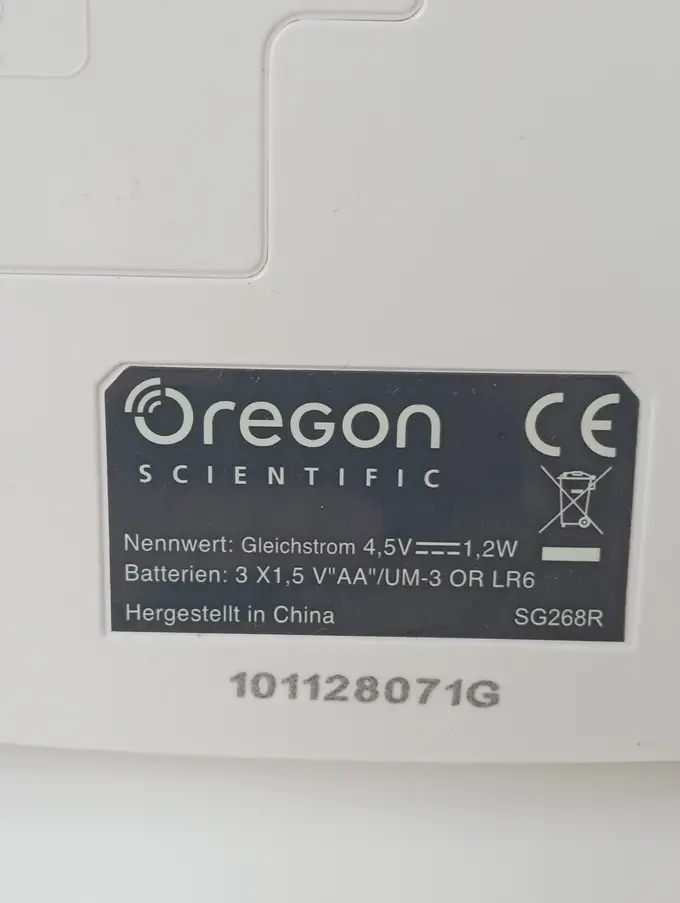 Oregon
SCIENTIFIC
CE
Nennwert: Gleichstrom 4,5V⎓1,2W
Batterien: 3 X1,5 V"AA"/UM-3 OR LR6
Hergestellt in China SG268R
101128071G